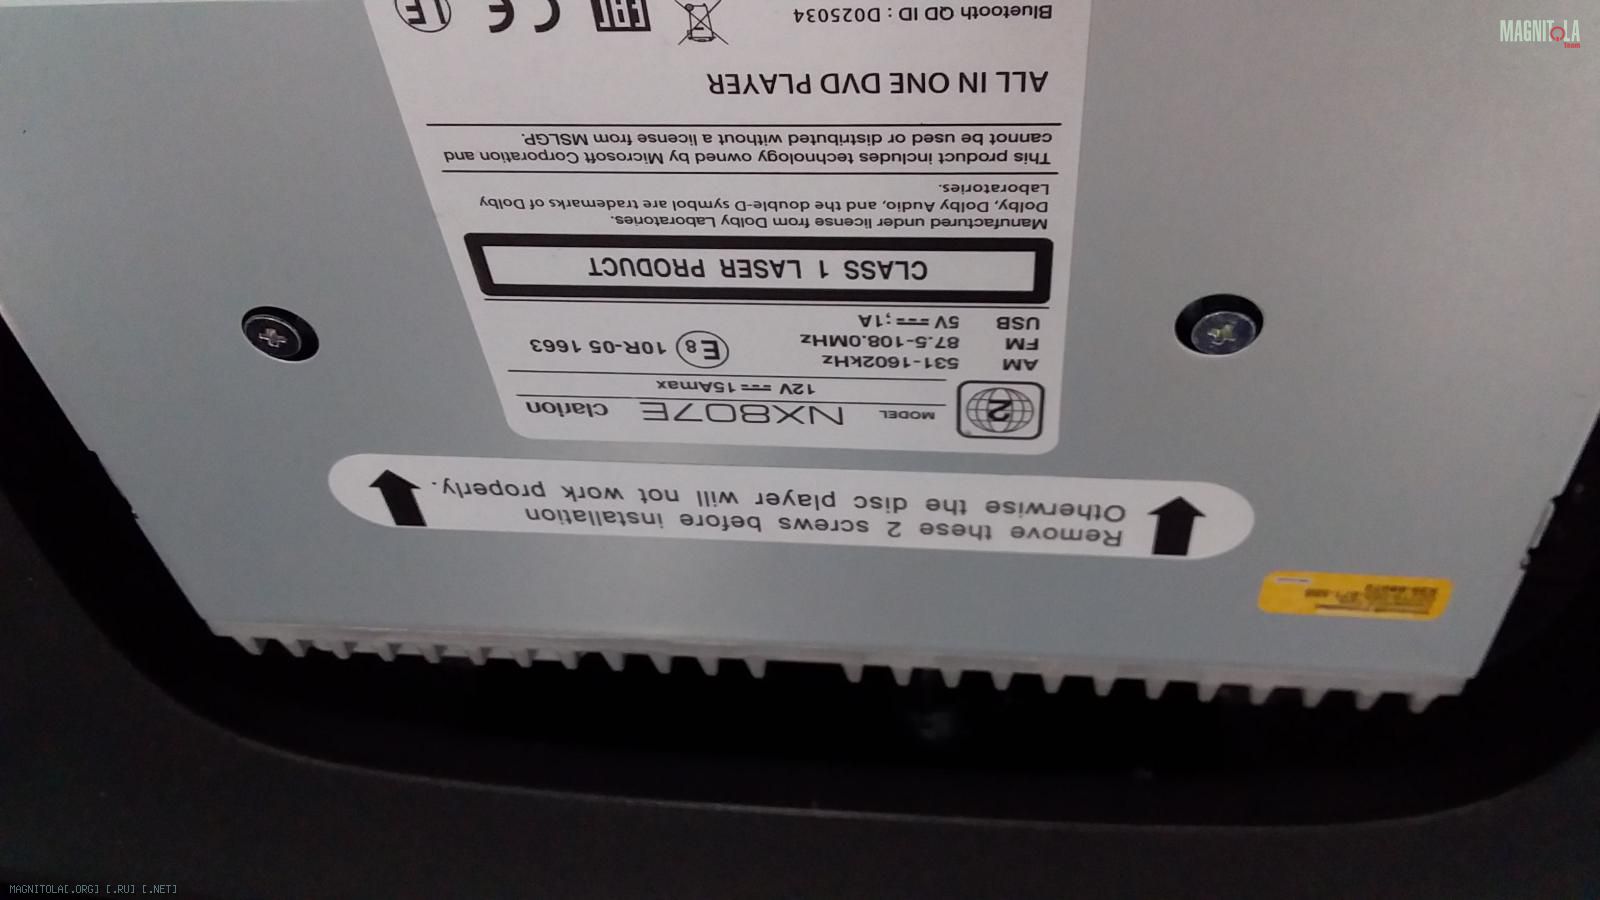 Remove these 2 screws before installation
Otherwise the disc player will not work properly.
2
MODEL NX807E clarion
12V 15Amax
AM 531-1602kHz
FM 87.5-108.0MHz
USB 5V ;1A
E8 10R-05 1663
CLASS 1 LASER PRODUCT
Manufactured under license from Dolby Laboratories.
Dolby, Dolby Audio, and the double-D symbol are trademarks of Dolby
Laboratories.
This product includes technology owned by Microsoft Corporation and
cannot be used or distributed without a license from MSLGP.
ALL IN ONE DVD PLAYER
Bluetooth QD ID : D025034
EAC CE
MAGNITOLA
Team
MAGNITOLA[.ORG] [.RU] [.NET]